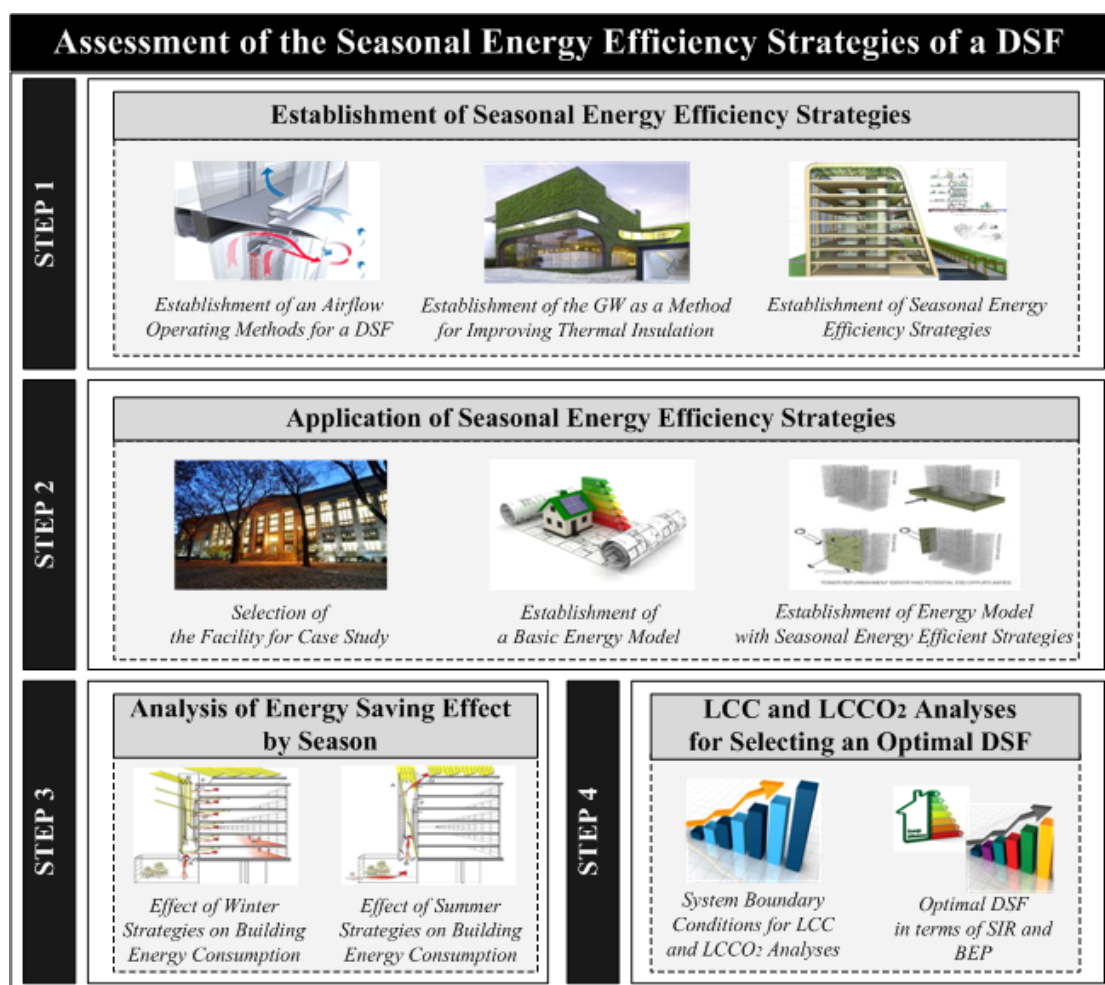 Assessment of the Seasonal Energy Efficiency Strategies of a DSF
STEP 1
Establishment of Seasonal Energy Efficiency Strategies
Establishment of an Airflow
Operating Methods for a DSF
Establishment of the GW as a Method
for Improving Thermal Insulation
Establishment of Seasonal Energy
Efficiency Strategies
STEP 2
Application of Seasonal Energy Efficiency Strategies
TOWER REFURBISHMENT IDENTIFYING POTENTIAL ESD OPPORTUNITIES
Selection of
the Facility for Case Study
Establishment of
a Basic Energy Model
Establishment of Energy Model
with Seasonal Energy Efficient Strategies
STEP 3
Analysis of Energy Saving Effect
by Season
Effect of Winter
Strategies on Building
Energy Consumption
Effect of Summer
Strategies on Building
Energy Consumption
STEP 4
LCC and LCCO₂ Analyses
for Selecting an Optimal DSF
System Boundary
Conditions for LCC
and LCCO₂ Analyses
Optimal DSF
in terms of SIR and
BEP